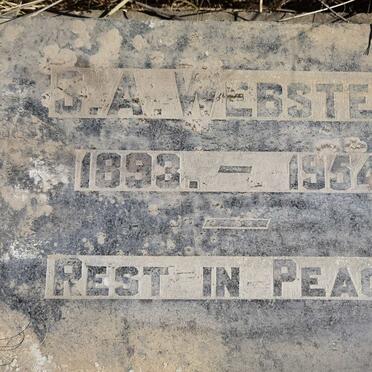 D. A. WEBSTE
1893. – 1954
REST IN PEAC